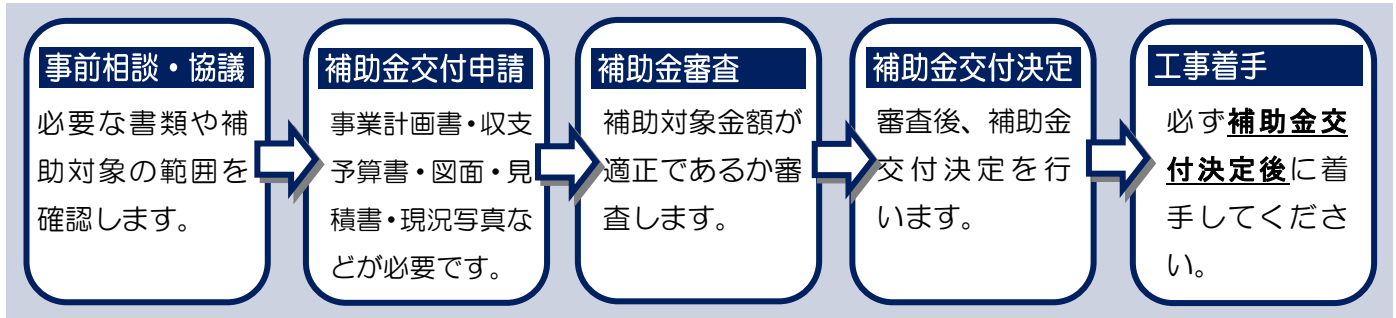 事前相談・協議
必要な書類や補
助対象の範囲を
確認します。
補助金交付申請
事業計画書・収支
予算書・図面・見
積書・現況写真な
どが必要です。
補助金審査
補助対象金額が
適正であるか審
査します。
補助金交付決定
審査後、補助金
交付決定を行
います。
工事着手
必ず補助金交
付決定後に着
手してくださ
い。